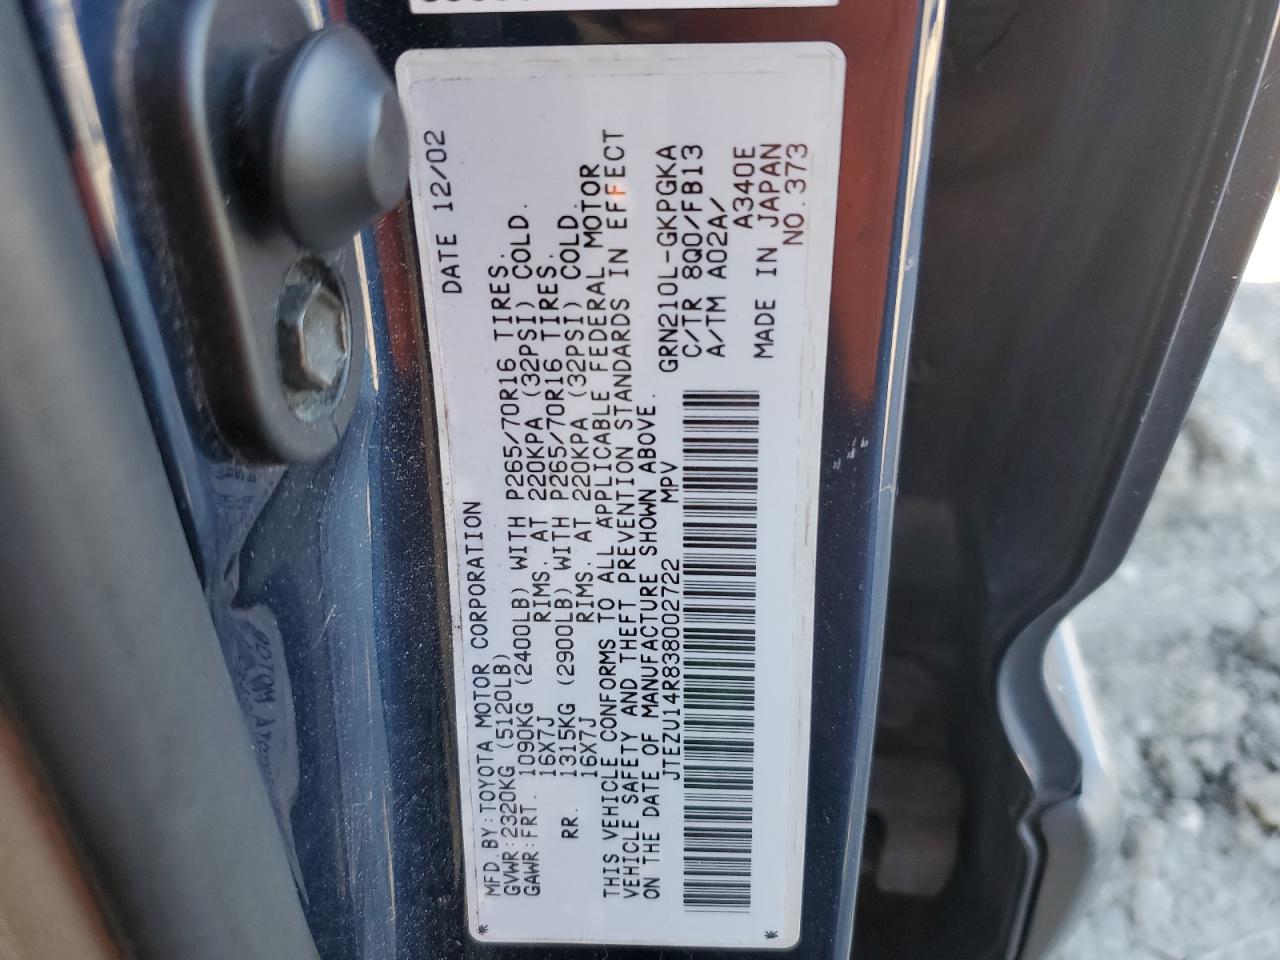 MFD. BY: TOYOTA MOTOR CORPORATION DATE 12/02
GVWR: 2320KG (5120LB)
GAWR: FRT. 1090KG (2400LB) WITH P265/70R16 TIRES.
16X7J RIMS. AT 220KPA (32PSI) COLD.
RR. 1315KG (2900LB) WITH P265/70R16 TIRES.
16X7J RIMS. AT 220KPA (32PSI) COLD.
THIS VEHICLE CONFORMS TO ALL APPLICABLE FEDERAL MOTOR
VEHICLE SAFETY AND THEFT PREVENTION STANDARDS IN EFFECT
ON THE DATE OF MANUFACTURE SHOWN ABOVE.
JTEZU14R838002722 MPV
GRN210L-GKPGKA
C/TR 8Q0/FB13
A/TM A02A/
A340E
MADE IN JAPAN
NO. 373
* *